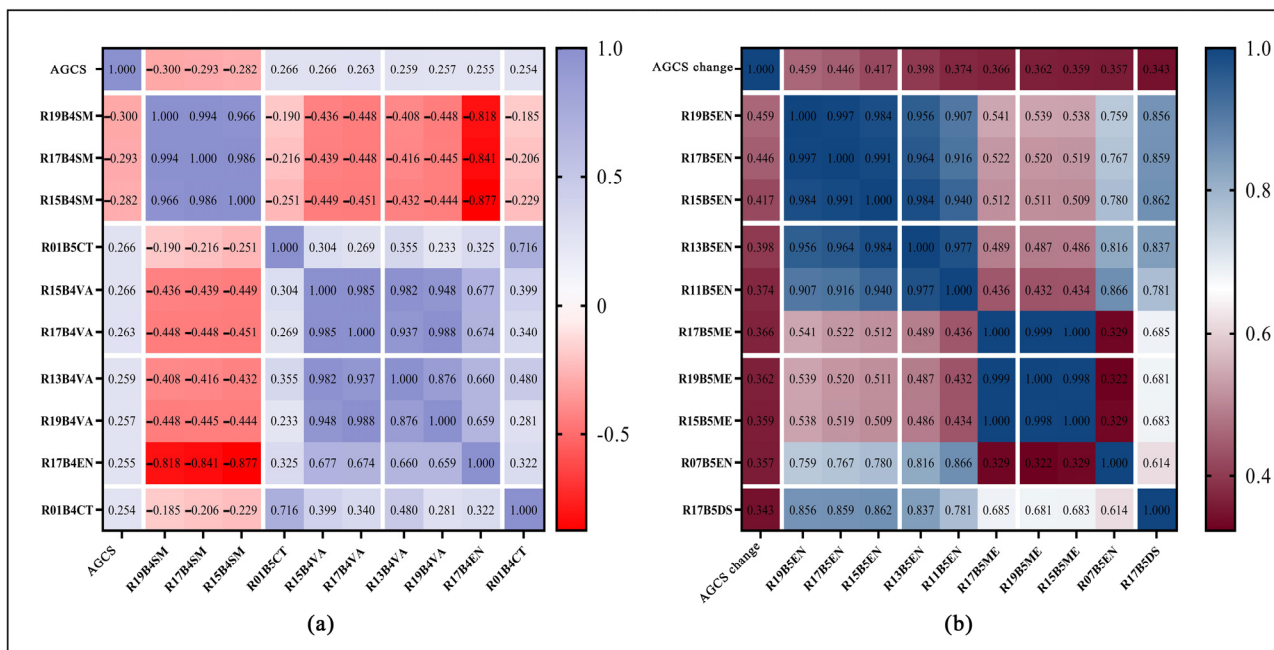 AGCS 1.000 −0.300 −0.293 −0.282 0.266 0.266 0.263 0.259 0.257 0.255 0.254
R19B4SM −0.300 1.000 0.994 0.966 −0.190 −0.436 −0.448 −0.408 −0.448 −0.818 −0.185
R17B4SM −0.293 0.994 1.000 0.986 −0.216 −0.439 −0.448 −0.416 −0.445 −0.841 −0.206
R15B4SM −0.282 0.966 0.986 1.000 −0.251 −0.449 −0.451 −0.432 −0.444 −0.877 −0.229
R01B5CT 0.266 −0.190 −0.216 −0.251 1.000 0.304 0.269 0.355 0.233 0.325 0.716
R15B4VA 0.266 −0.436 −0.439 −0.449 0.304 1.000 0.985 0.982 0.948 0.677 0.399
R17B4VA 0.263 −0.448 −0.448 −0.451 0.269 0.985 1.000 0.937 0.988 0.674 0.340
R13B4VA 0.259 −0.408 −0.416 −0.432 0.355 0.982 0.937 1.000 0.876 0.660 0.480
R19B4VA 0.257 −0.448 −0.445 −0.444 0.233 0.948 0.988 0.876 1.000 0.659 0.281
R17B4EN 0.255 −0.818 −0.841 −0.877 0.325 0.677 0.674 0.660 0.659 1.000 0.322
R01B4CT 0.254 −0.185 −0.206 −0.229 0.716 0.399 0.340 0.480 0.281 0.322 1.000
AGCS R19B4SM R17B4SM R15B4SM R01B5CT R15B4VA R17B4VA R13B4VA R19B4VA R17B4EN R01B4CT
1.0
0.5
0
-0.5
(a)
AGCS change 1.000 0.459 0.446 0.417 0.398 0.374 0.366 0.362 0.359 0.357 0.343
R19B5EN 0.459 1.000 0.997 0.984 0.956 0.907 0.541 0.539 0.538 0.759 0.856
R17B5EN 0.446 0.997 1.000 0.991 0.964 0.916 0.522 0.520 0.519 0.767 0.859
R15B5EN 0.417 0.984 0.991 1.000 0.984 0.940 0.512 0.511 0.509 0.780 0.862
R13B5EN 0.398 0.956 0.964 0.984 1.000 0.977 0.489 0.487 0.486 0.816 0.837
R11B5EN 0.374 0.907 0.916 0.940 0.977 1.000 0.436 0.432 0.434 0.866 0.781
R17B5ME 0.366 0.541 0.522 0.512 0.489 0.436 1.000 0.999 1.000 0.329 0.685
R19B5ME 0.362 0.539 0.520 0.511 0.487 0.432 0.999 1.000 0.998 0.322 0.681
R15B5ME 0.359 0.538 0.519 0.509 0.486 0.434 1.000 0.998 1.000 0.329 0.683
R07B5EN 0.357 0.759 0.767 0.780 0.816 0.866 0.329 0.322 0.329 1.000 0.614
R17B5DS 0.343 0.856 0.859 0.862 0.837 0.781 0.685 0.681 0.683 0.614 1.000
AGCS change R19B5EN R17B5EN R15B5EN R13B5EN R11B5EN R17B5ME R19B5ME R15B5ME R07B5EN R17B5DS
1.0
0.8
0.6
0.4
(b)